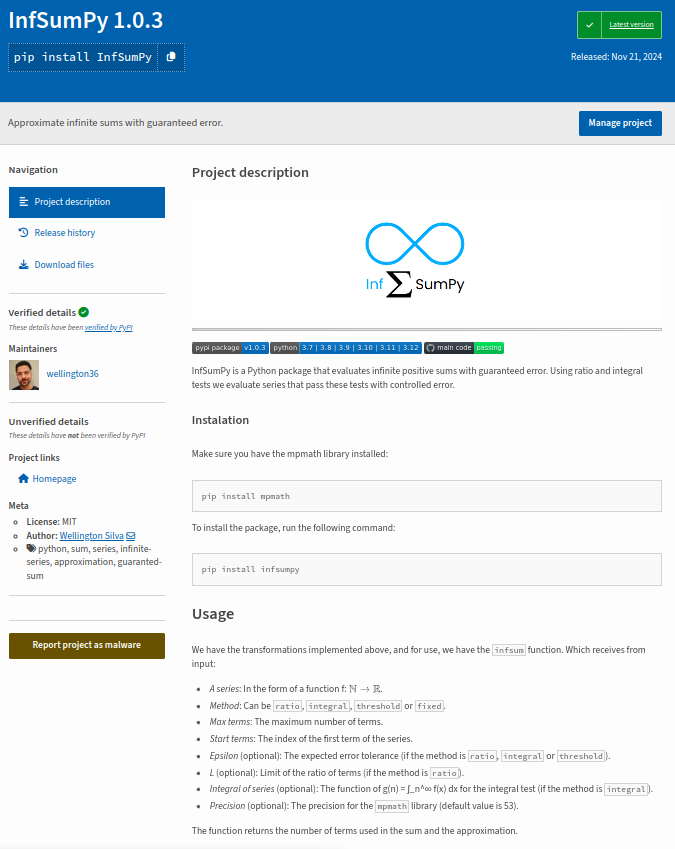 InfSumPy 1.0.3
pip install InfSumPy
Latest version
Released: Nov 21, 2024
Approximate infinite sums with guaranteed error.
Manage project
Navigation
Project description
Release history
Download files
Verified details
These details have been verified by PyPI
Maintainers
wellington36
Unverified details
These details have not been verified by PyPI
Project links
Homepage
Meta
License: MIT
Author: Wellington Silva
python, sum, series, infinite-
series, approximation, guaranted-
sum
Report project as malware
Project description
Inf Σ SumPy
pypi package v1.0.3 python 3.7 | 3.8 | 3.9 | 3.10 | 3.11 | 3.12 main code passing
InfSumPy is a Python package that evaluates infinite positive sums with guaranteed error. Using ratio and integral
tests we evaluate series that pass these tests with controlled error.
Instalation
Make sure you have the mpmath library installed:
pip install mpmath
To install the package, run the following command:
pip install infsumpy
Usage
We have the transformations implemented above, and for use, we have the infsum function. Which receives from
input:
A series: In the form of a function f: ℕ → ℝ.
Method: Can be ratio, integral, threshold or fixed.
Max terms: The maximum number of terms.
Start terms: The index of the first term of the series.
Epsilon (optional): The expected error tolerance (if the method is ratio, integral or threshold).
L (optional): Limit of the ratio of terms (if the method is ratio).
Integral of series (optional): The function of g(n) = ∫_n^∞ f(x) dx for the integral test (if the method is integral).
Precision (optional): The precision for the mpmath library (default value is 53).
The function returns the number of terms used in the sum and the approximation.